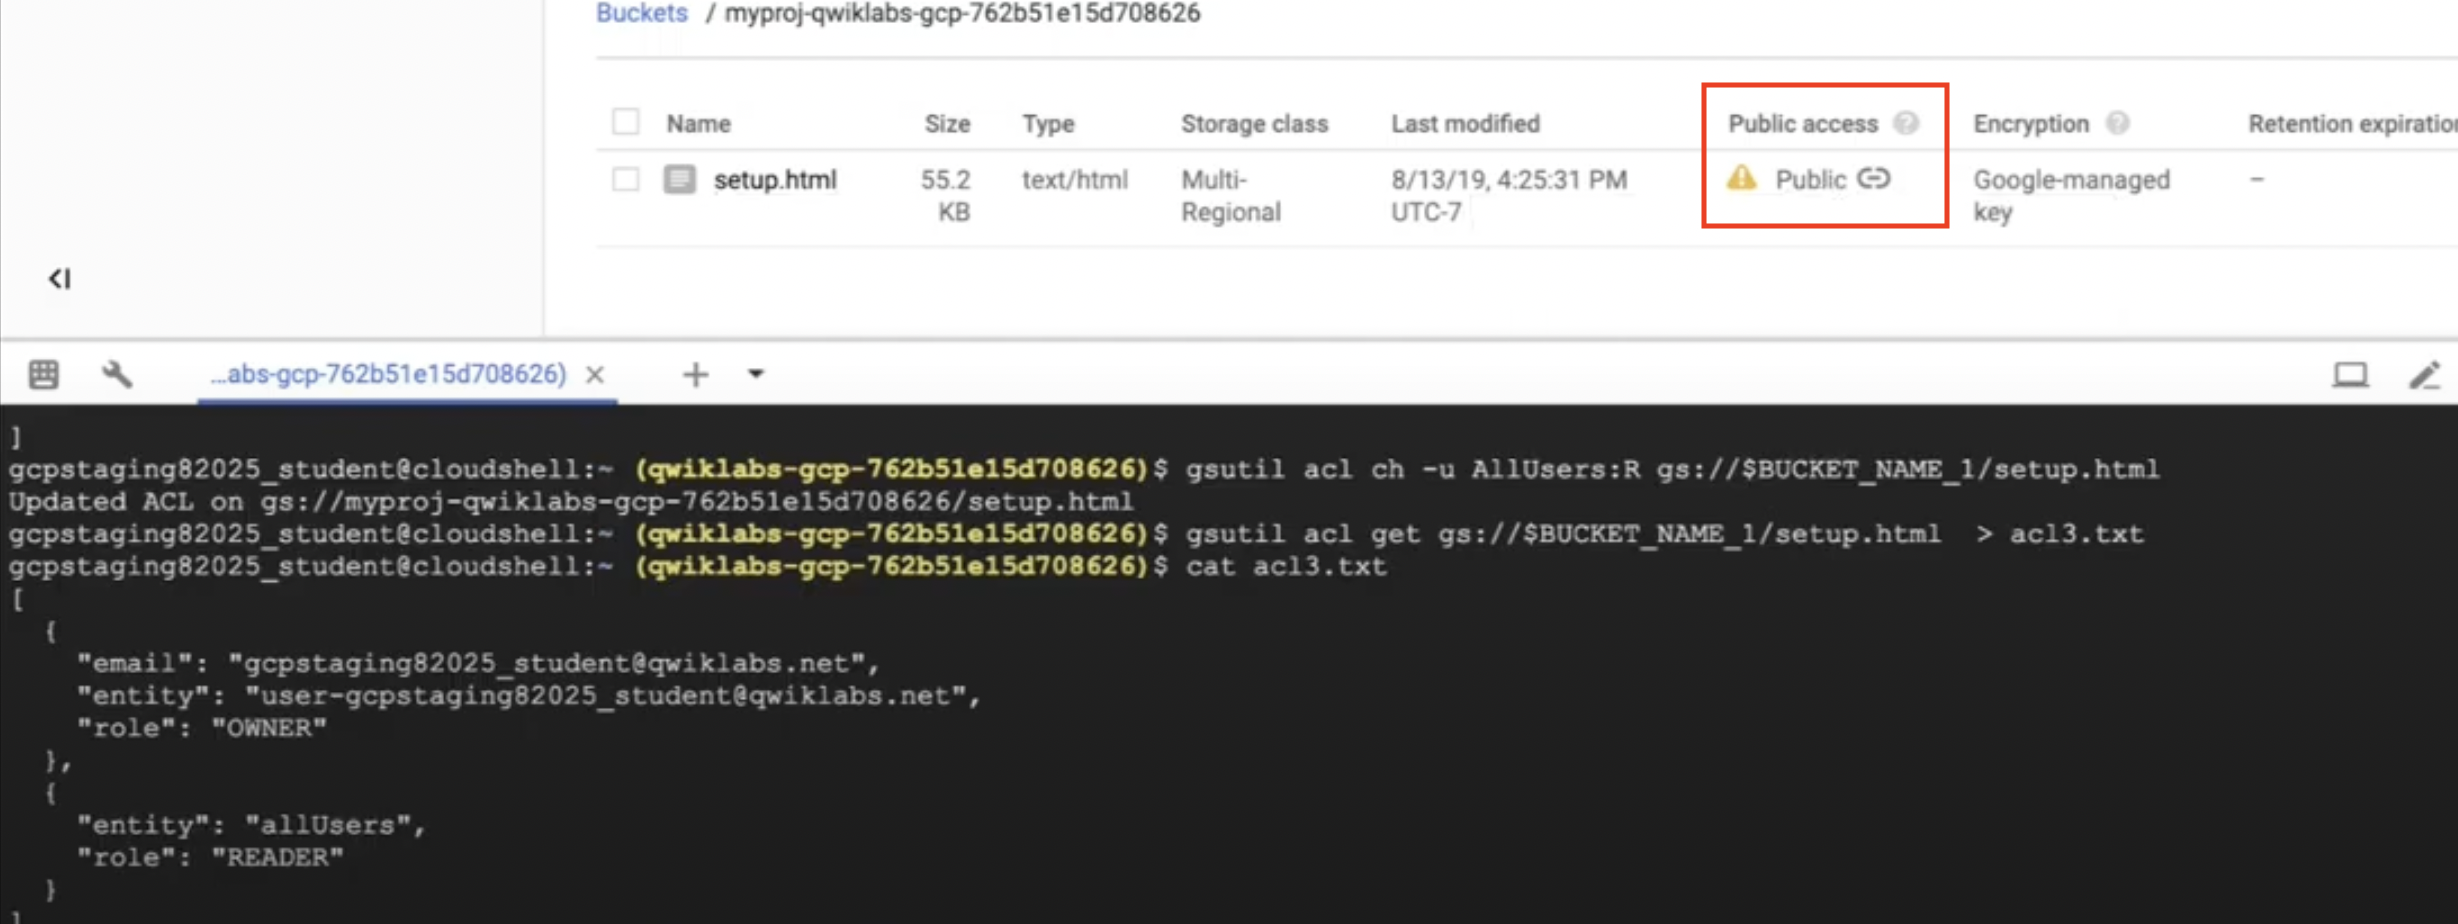 Buckets / myproj-qwiklabs-gcp-762b51e15d708626
Name Size Type Storage class Last modified Public access Encryption Retention expiration
setup.html 55.2 KB text/html Multi-Regional 8/13/19, 4:25:31 PM UTC-7 Public Google-managed key –
...abs-gcp-762b51e15d708626)
]
gcpstaging82025_student@cloudshell:~ (qwiklabs-gcp-762b51e15d708626)$ gsutil acl ch -u AllUsers:R gs://$BUCKET_NAME_1/setup.html
Updated ACL on gs://myproj-qwiklabs-gcp-762b51e15d708626/setup.html
gcpstaging82025_student@cloudshell:~ (qwiklabs-gcp-762b51e15d708626)$ gsutil acl get gs://$BUCKET_NAME_1/setup.html  > acl3.txt
gcpstaging82025_student@cloudshell:~ (qwiklabs-gcp-762b51e15d708626)$ cat acl3.txt
[
  {
    "email": "gcpstaging82025_student@qwiklabs.net",
    "entity": "user-gcpstaging82025_student@qwiklabs.net",
    "role": "OWNER"
  },
  {
    "entity": "allUsers",
    "role": "READER"
  }
]